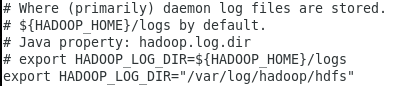 # Where (primarily) daemon log files are stored.
# ${HADOOP_HOME}/logs by default.
# Java property: hadoop.log.dir
# export HADOOP_LOG_DIR=${HADOOP_HOME}/logs
export HADOOP_LOG_DIR="/var/log/hadoop/hdfs"